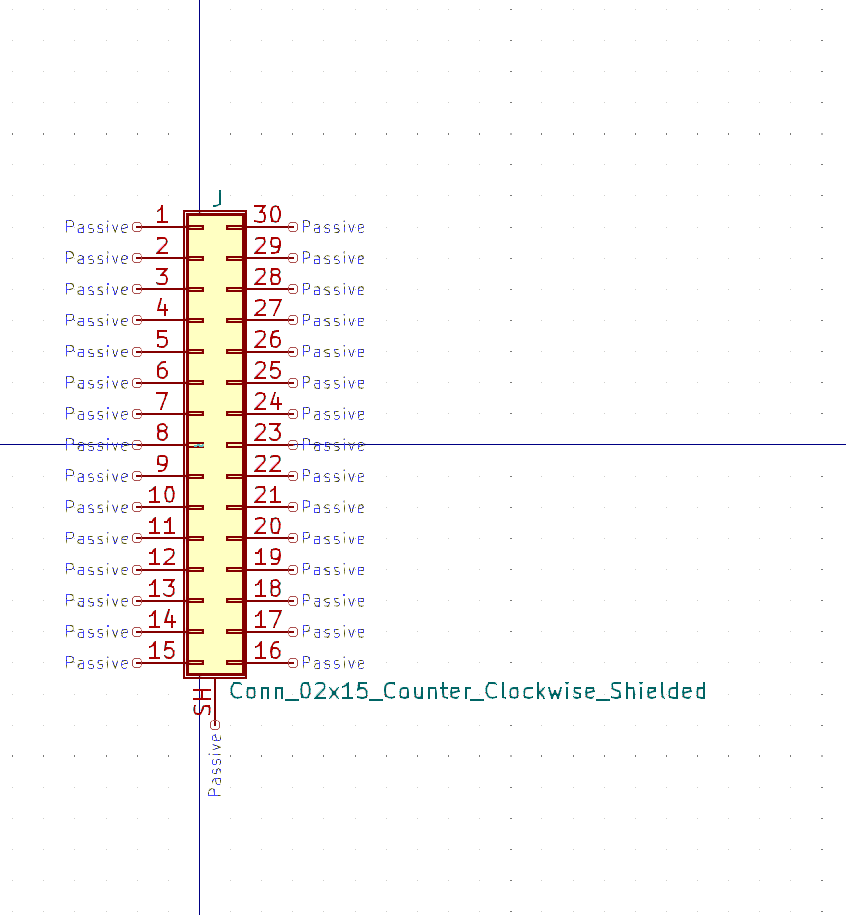 J
Passive 1 30 Passive
Passive 2 29 Passive
Passive 3 28 Passive
Passive 4 27 Passive
Passive 5 26 Passive
Passive 6 25 Passive
Passive 7 24 Passive
Passive 8 23 Passive
Passive 9 22 Passive
Passive 10 21 Passive
Passive 11 20 Passive
Passive 12 19 Passive
Passive 13 18 Passive
Passive 14 17 Passive
Passive 15 16 Passive
SH
Conn_02x15_Counter_Clockwise_Shielded
Passive